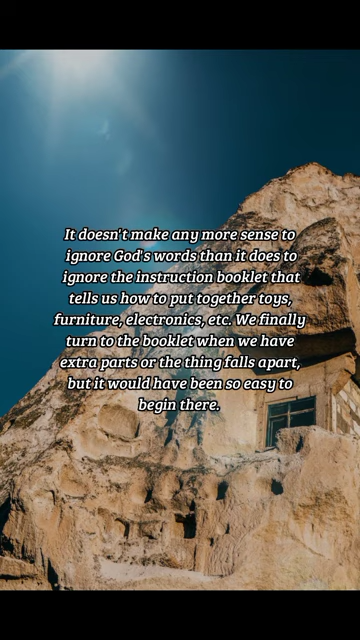 It doesn't make any more sense to
ignore God's words than it does to
ignore the instruction booklet that
tells us how to put together toys,
furniture, electronics, etc. We finally
turn to the booklet when we have
extra parts or the thing falls apart,
but it would have been so easy to
begin there.